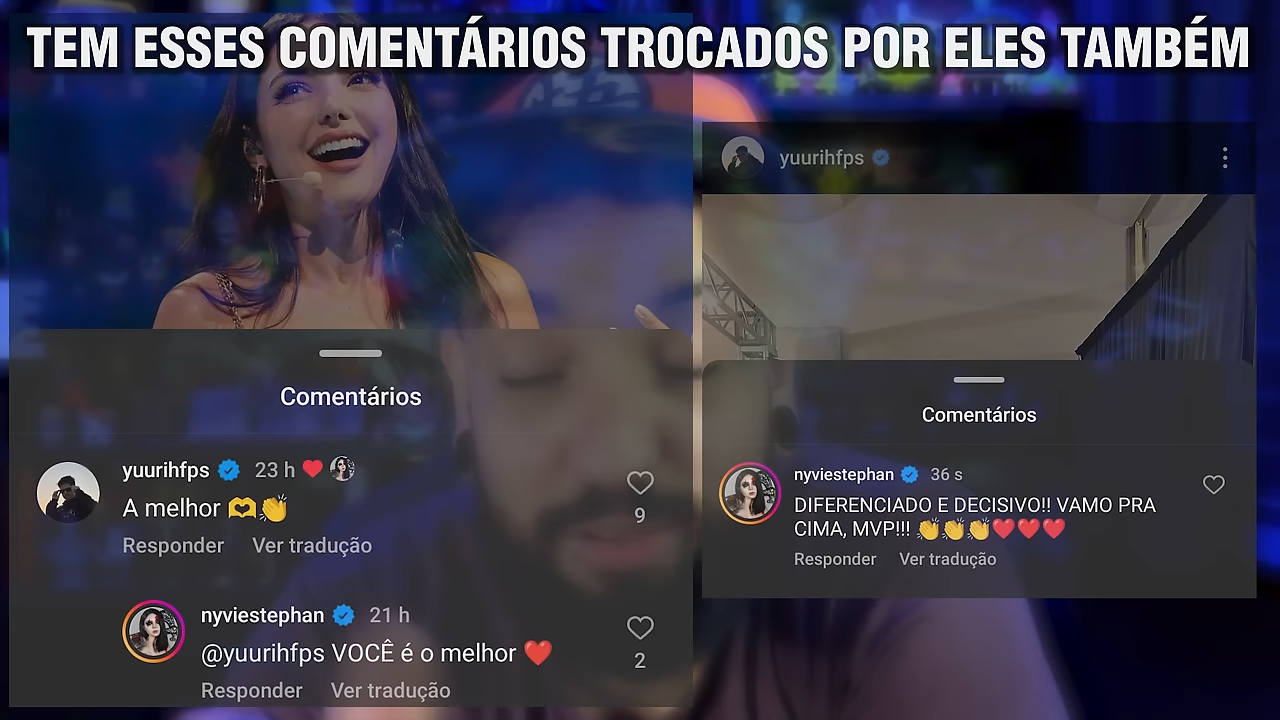 TEM ESSES COMENTÁRIOS TROCADOS POR ELES TAMBÉM
Comentários
yuurihfps 23 h ❤️
A melhor 🫶👏
9
Responder Ver tradução
nyviestephan 21 h
@yuurihfps VOCÊ é o melhor ❤️
2
Responder Ver tradução
yuurihfps
Comentários
nyviestephan 36 s
DIFERENCIADO E DECISIVO!! VAMO PRA
CIMA, MVP!!! 👏👏👏❤️❤️❤️
Responder Ver tradução